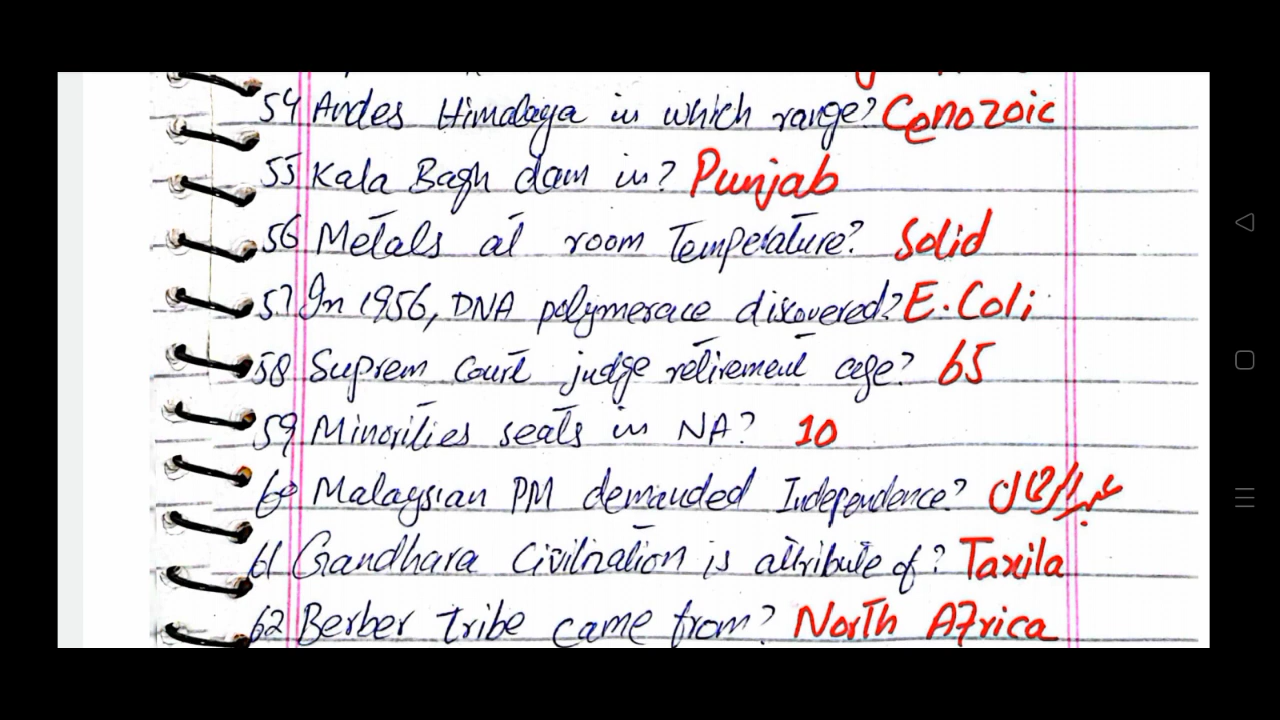 54 Andes Himalaya in which range? Cenozoic
55 Kala Bagh dam in? Punjab
56 Metals at room Temperature? Solid
57 In 1956, DNA polymerace discovered? E.Coli
58 Suprem Court judge retirement age? 65
59 Minorities seats in NA? 10
60 Malaysian PM demanded Independence? عبدالرحمان
61 Gandhara Civilization is attribute of? Taxila
62 Berber tribe came from? North Africa